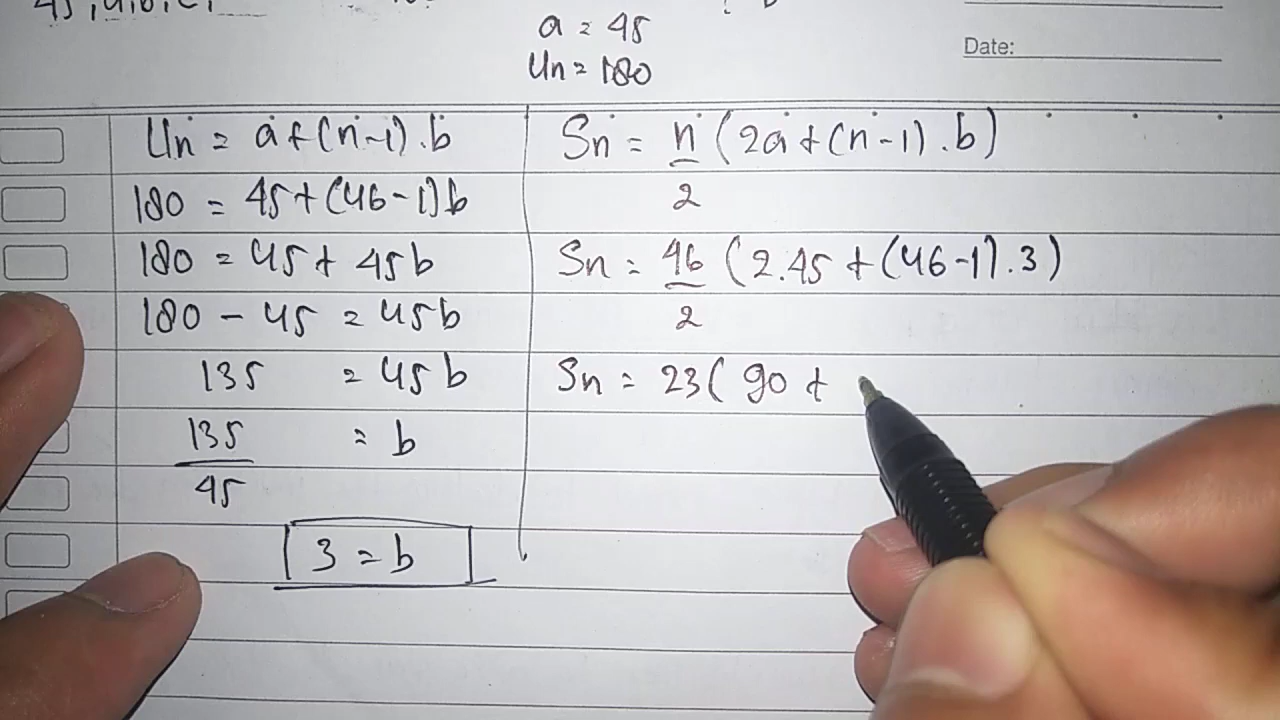 a = 45
Un = 180
Date:
Un = a + (n-1).b
180 = 45 + (46-1)b
180 = 45 + 45b
180 - 45 = 45b
135 = 45b
135 = b
45
3 = b
Sn = n (2a + (n-1).b)
2
Sn = 46 (2.45 + (46-1).3)
2
Sn = 23( 90 +